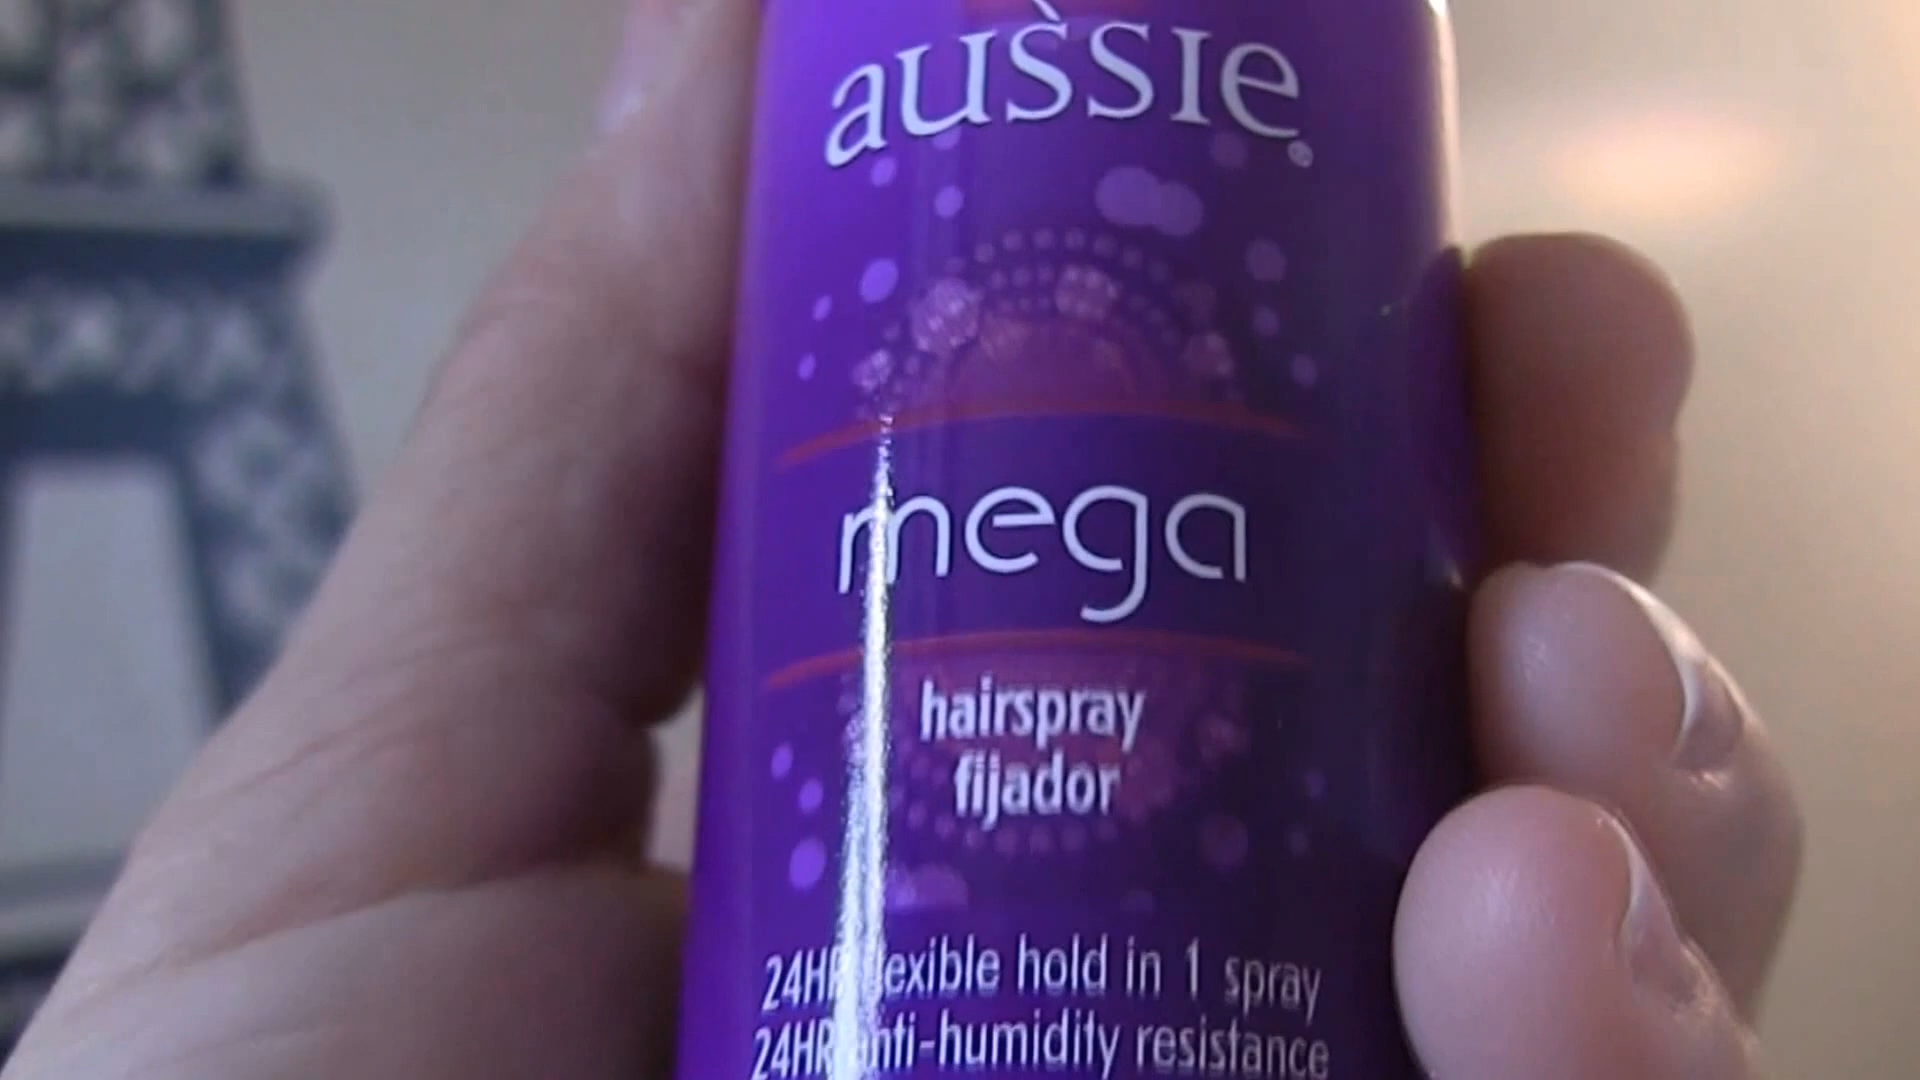 aussie®
mega
hairspray
fijador
24HR flexible hold in 1 spray
24HR anti-humidity resistance